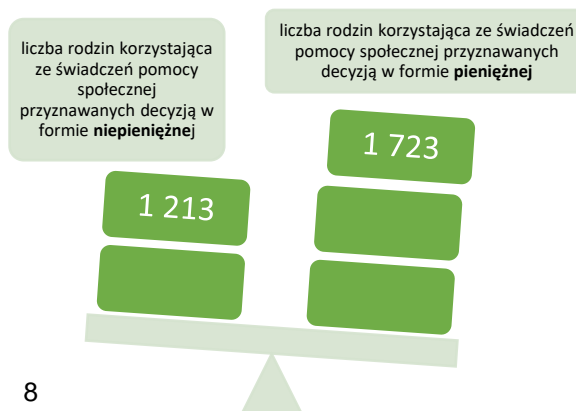 liczba rodzin korzystająca
ze świadczeń pomocy
społecznej
przyznawanych decyzją w
formie niepieniężnej
liczba rodzin korzystająca ze świadczeń
pomocy społecznej przyznawanych
decyzją w formie pieniężnej
1 213
1 723
8